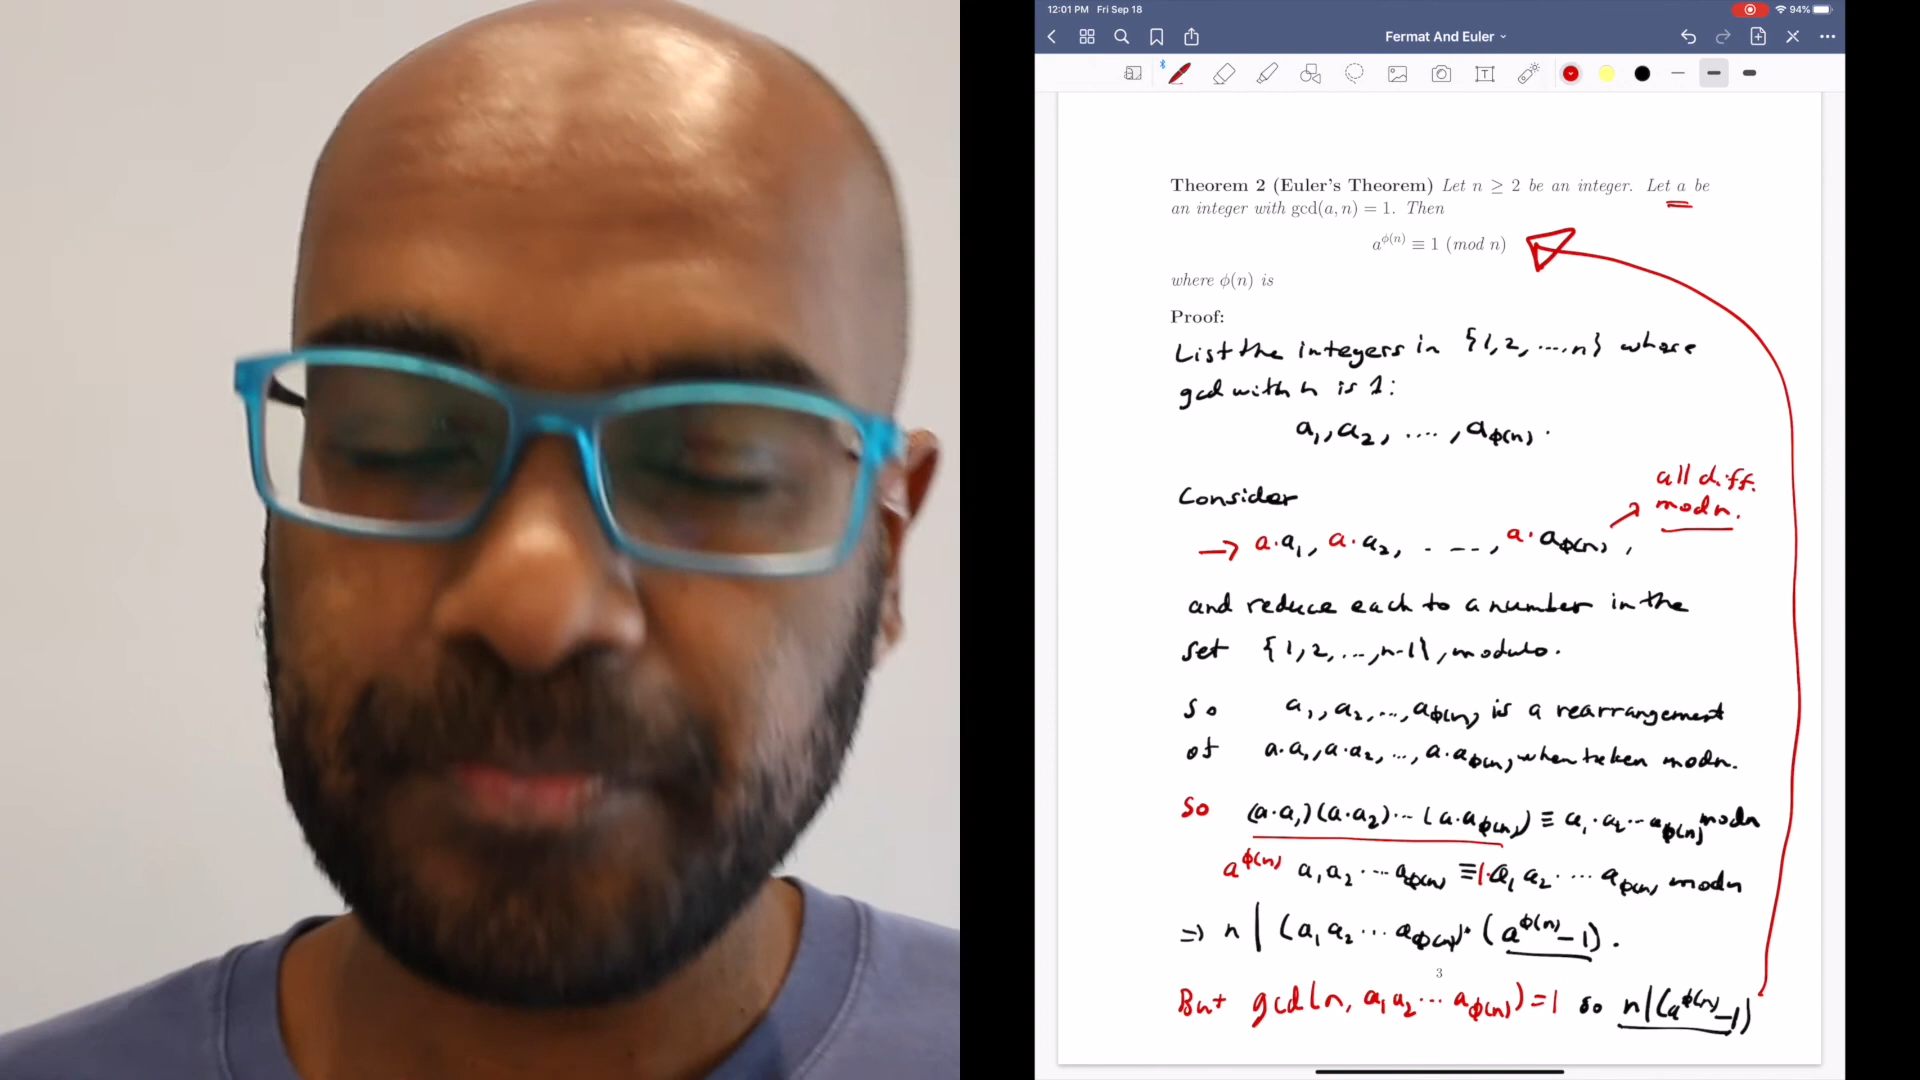 12:01 PM Fri Sep 18
94%
Fermat And Euler
Theorem 2 (Euler's Theorem) Let n ≥ 2 be an integer. Let a be
an integer with gcd(a, n) = 1. Then
a^ϕ(n) ≡ 1 (mod n)
where ϕ(n) is
Proof:
List the integers in {1, 2, ..., n} whose
gcd with n is 1:
a₁, a₂, ...., a_ϕ(n).
Consider
all diff.
mod n.
→ a·a₁, a·a₂, . ---, a·a_ϕ(n),
and reduce each to a number in the
set {1, 2, ..., n-1}, modulo.
So a₁, a₂, ..., a_ϕ(n) is a rearrangement
of a·a₁, a·a₂, ..., a·a_ϕ(n), when taken mod n.
So (a·a₁)(a·a₂)...(a·a_ϕ(n)) ≡ a₁·a₂...a_ϕ(n) mod n
a^ϕ(n) a₁a₂...a_ϕ(n) ≡ 1·a₁ a₂ ... a_ϕ(n) mod n
⇒ n | (a₁a₂...a_ϕ(n))·(a^ϕ(n) - 1).
3
But gcd(n, a₁a₂...a_ϕ(n)) = 1 so n|(a^ϕ(n) - 1)